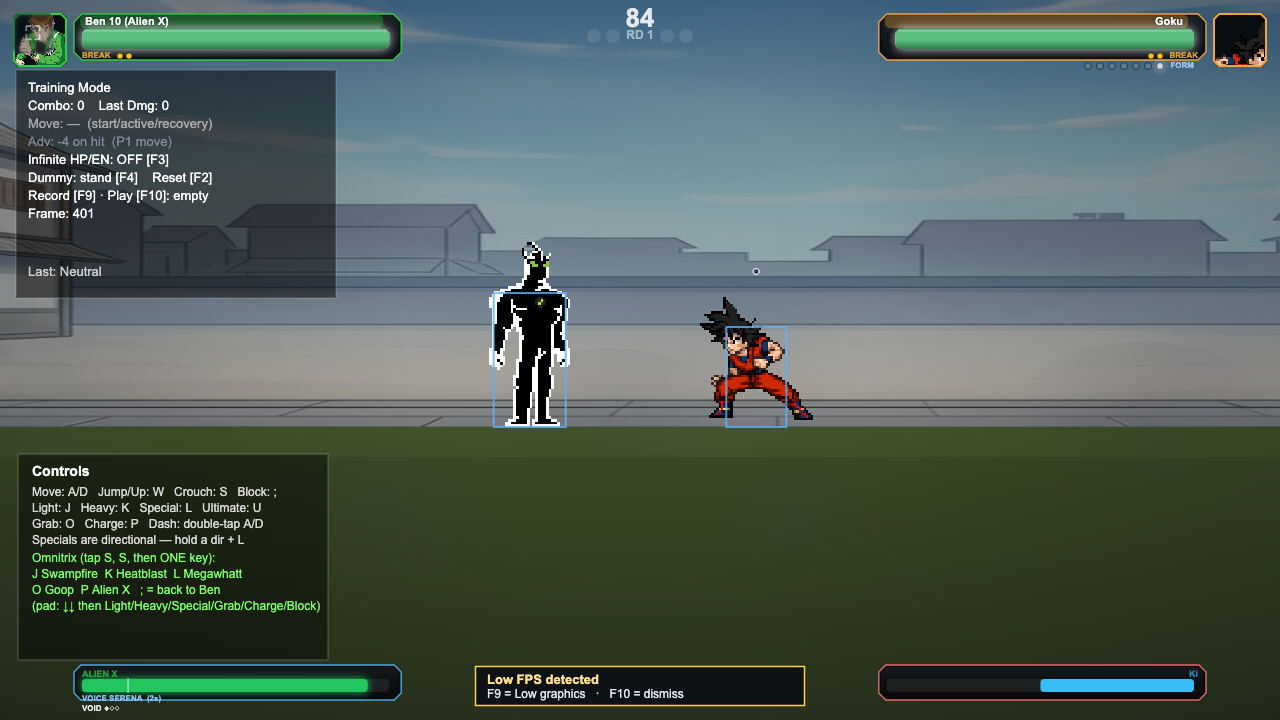 Ben 10 (Alien X)
BREAK
84
RD 1
Goku
BREAK
FORM
Training Mode
Combo: 0 Last Dmg: 0
Move: — (start/active/recovery)
Adv: -4 on hit (P1 move)
Infinite HP/EN: OFF [F3]
Dummy: stand [F4] Reset [F2]
Record [F9] · Play [F10]: empty
Frame: 401
Last: Neutral
Controls
Move: A/D Jump/Up: W Crouch: S Block: ;
Light: J Heavy: K Special: L Ultimate: U
Grab: O Charge: P Dash: double-tap A/D
Specials are directional — hold a dir + L
Omnitrix (tap S, S, then ONE key):
J Swampfire K Heatblast L Megawhatt
O Goop P Alien X ; = back to Ben
(pad: ↓↓ then Light/Heavy/Special/Grab/Charge/Block)
ALIEN X
VOICE SERENA (2s)
VOID ◆◇◇
Low FPS detected
F9 = Low graphics · F10 = dismiss
Ki